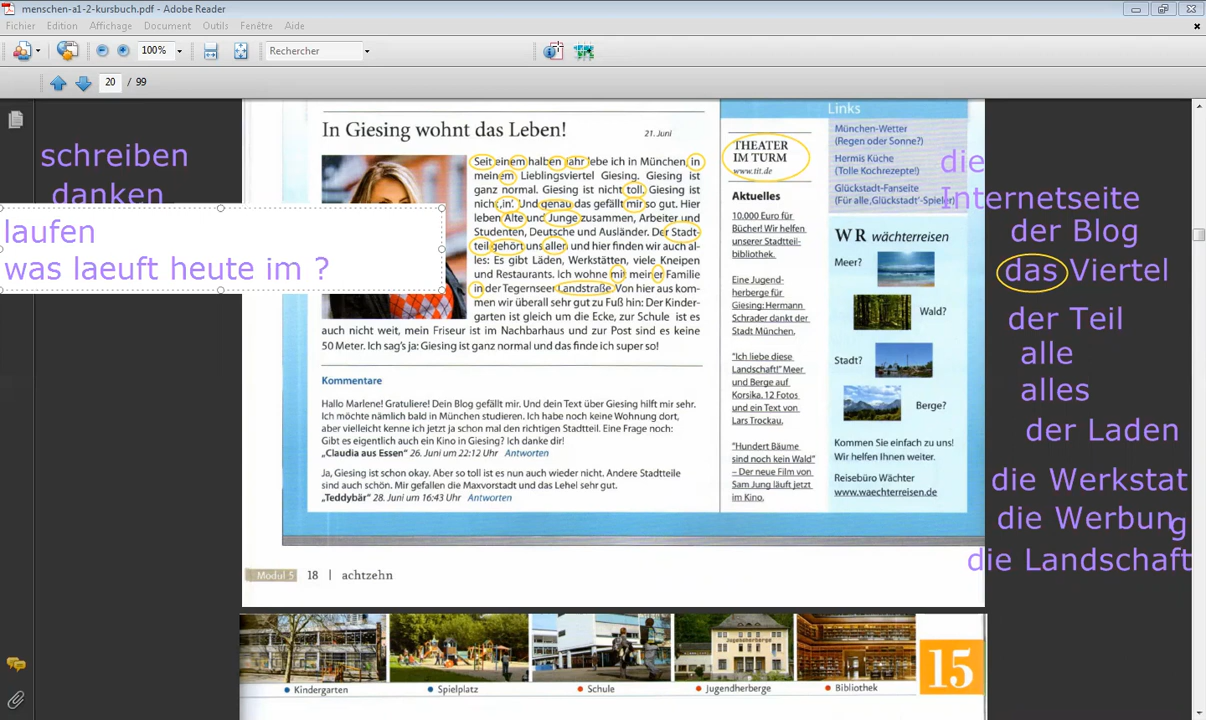 menschen-a1-2-kursbuch.pdf - Adobe Reader
Fichier Edition Affichage Document Outils Fenêtre Aide
100%
Rechercher
20 / 99
schreiben
danken
laufen
was laeuft heute im ?
In Giesing wohnt das Leben!
21. Juni
Seit einem halben Jahr lebe ich in München, in
meinem Lieblingsviertel Giesing. Giesing ist
ganz normal. Giesing ist nicht toll, Giesing ist
nicht ‚in'. Und genau das gefällt mir so gut. Hier
leben Alte und Junge zusammen, Arbeiter und
Studenten, Deutsche und Ausländer. Der Stadt-
teil gehört uns allen und hier finden wir auch al-
les: Es gibt Läden, Werkstätten, viele Kneipen
und Restaurants. Ich wohne mit meiner Familie
in der Tegernseer Landstraße. Von hier aus kom-
men wir überall sehr gut zu Fuß hin: Der Kinder-
garten ist gleich um die Ecke, zur Schule ist es
auch nicht weit, mein Friseur ist im Nachbarhaus und zur Post sind es keine
50 Meter. Ich sag's ja: Giesing ist ganz normal und das finde ich super so!
Kommentare
Hallo Marlene! Gratuliere! Dein Blog gefällt mir. Und dein Text über Giesing hilft mir sehr.
Ich möchte nämlich bald in München studieren. Ich habe noch keine Wohnung dort,
aber vielleicht kenne ich jetzt ja schon mal den richtigen Stadtteil. Eine Frage noch:
Gibt es eigentlich auch ein Kino in Giesing? Ich danke dir!
„Claudia aus Essen" 26. Juni um 22:12 Uhr Antworten
Ja, Giesing ist schon okay. Aber so toll ist es nun auch wieder nicht. Andere Stadtteile
sind auch schön. Mir gefallen die Maxvorstadt und das Lehel sehr gut.
„Teddybär" 28. Juni um 16:43 Uhr Antworten
THEATER
IM TURM
www.tit.de
Aktuelles
10.000 Euro für
Bücher! Wir helfen
unserer Stadtteil-
bibliothek.
Eine Jugend-
herberge für
Giesing: Hermann
Schrader dankt der
Stadt München.
"Ich liebe diese
Landschaft!" Meer
und Berge auf
Korsika. 12 Fotos
und ein Text von
Lars Trockau.
"Hundert Bäume
sind noch kein Wald"
– Der neue Film von
Sam Jung läuft jetzt
im Kino.
Links
München-Wetter
(Regen oder Sonne?)
Hermis Küche
(Tolle Kochrezepte!)
Glückstadt-Fanseite
(Für alle ‚Glückstadt'-Spieler)
WR wächterreisen
Meer?
Wald?
Stadt?
Berge?
Kommen Sie einfach zu uns!
Wir helfen Ihnen weiter.
Reisebüro Wächter
www.waechterreisen.de
die
Internetseite
der Blog
das Viertel
der Teil
alle
alles
der Laden
die Werkstat
die Werbung
die Landschaft
Modul 5 18 | achtzehn
Kindergarten
Spielplatz
Schule
Jugendherberge
Bibliothek
15